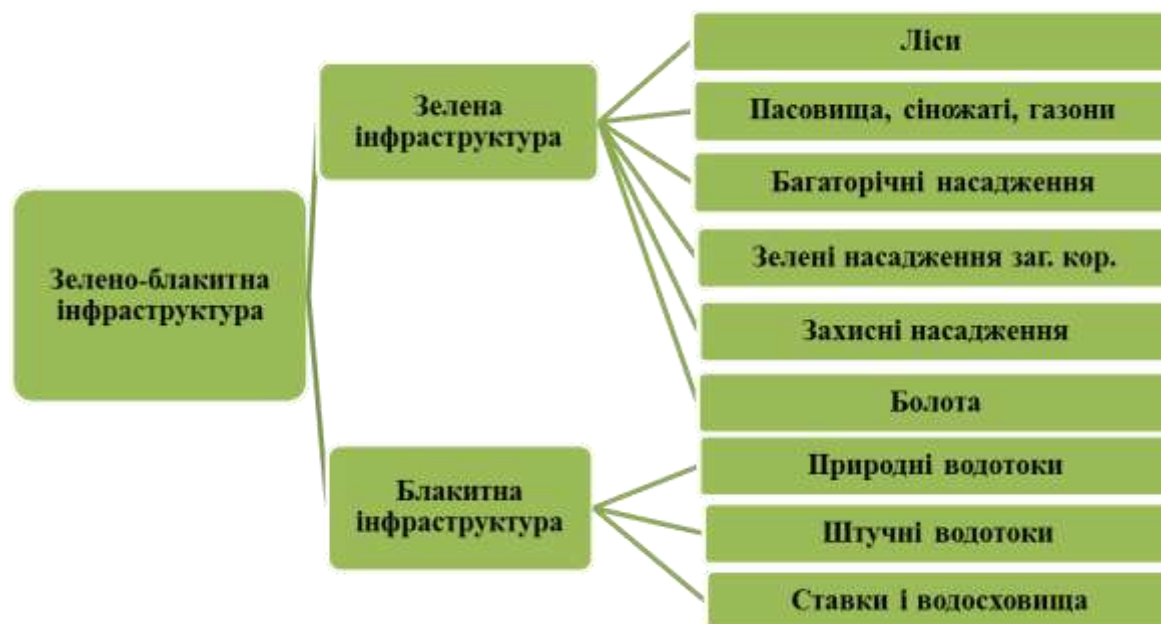 Зелено-блакитна
інфраструктура
Зелена
інфраструктура
Ліси
Пасовища, сіножаті, газони
Багаторічні насадження
Зелені насадження заг. кор.
Захисні насадження
Болота
Блакитна
інфраструктура
Природні водотоки
Штучні водотоки
Ставки і водосховища